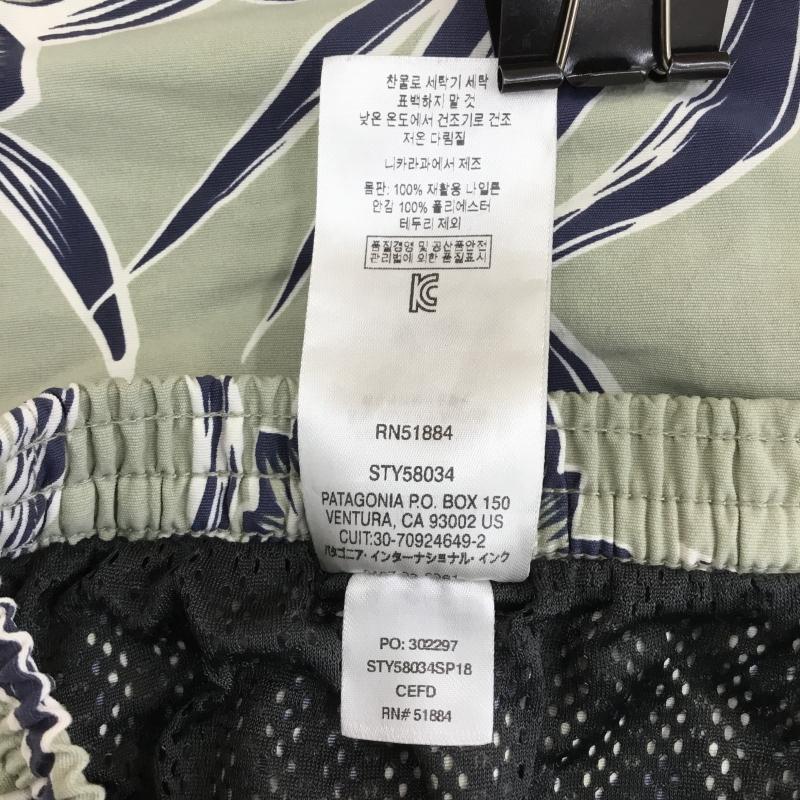 찬물로 세탁기 세탁
표백하지 말 것
낮은 온도에서 건조기로 건조
저온 다림질
니카라과에서 제조
몸판: 100% 재활용 나일론
안감 100% 폴리에스터
테두리 제외
품질경영 및 공산품안전
관리법에 의한 품질표시
RN51884
STY58034
PATAGONIA P.O. BOX 150
VENTURA, CA 93002 US
CUIT:30-70924649-2
パタゴニア・インターナショナル・インク
PO: 302297
STY58034SP18
CEFD
RN# 51884